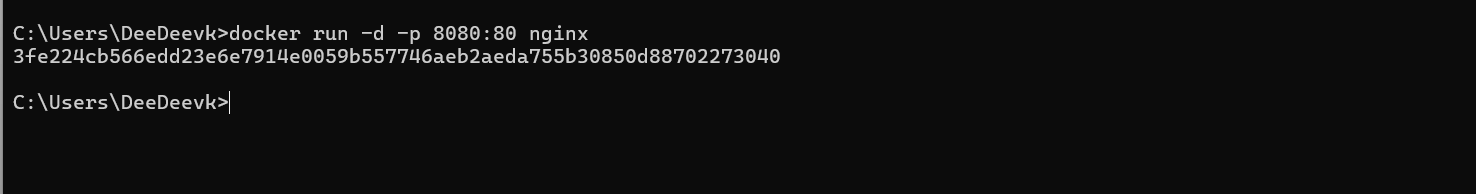 C:\Users\DeeDeevk>docker run -d -p 8080:80 nginx
3fe224cb566edd23e6e7914e0059b557746aeb2aeda755b30850d88702273040
C:\Users\DeeDeevk>